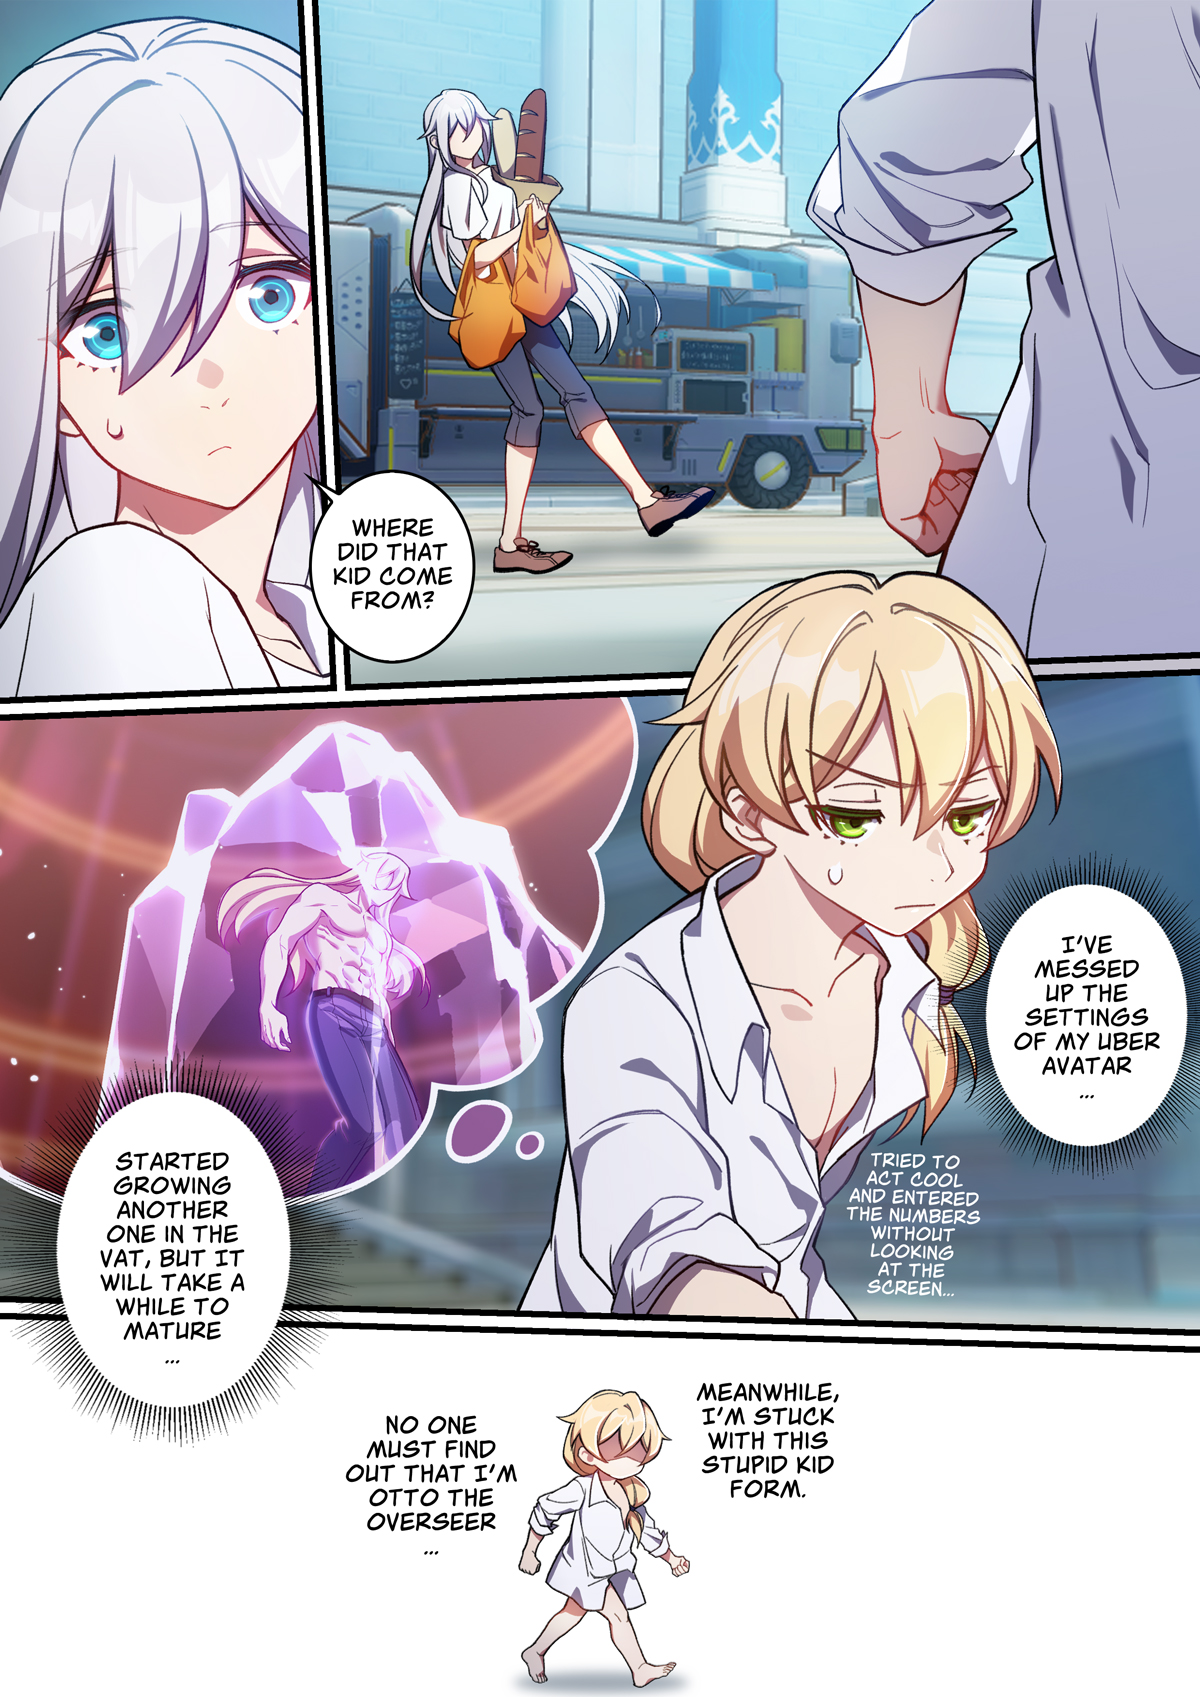 WHERE
DID THAT
KID COME
FROM?
I'VE
MESSED
UP THE
SETTINGS
OF MY UBER
AVATAR
...
TRIED TO
ACT COOL
AND ENTERED
THE NUMBERS
WITHOUT
LOOKING
AT THE
SCREEN...
STARTED
GROWING
ANOTHER
ONE IN THE
VAT, BUT IT
WILL TAKE A
WHILE TO
MATURE
...
MEANWHILE,
I'M STUCK
WITH THIS
STUPID KID
FORM.
NO ONE
MUST FIND
OUT THAT I'M
OTTO THE
OVERSEER
...